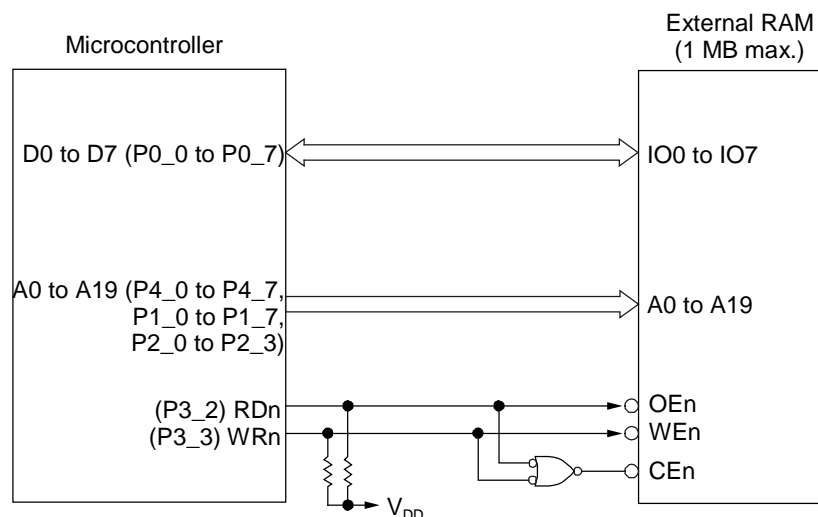 Microcontroller
External RAM
(1 MB max.)
D0 to D7 (P0_0 to P0_7)
IO0 to IO7
A0 to A19 (P4_0 to P4_7,
P1_0 to P1_7,
P2_0 to P2_3)
A0 to A19
(P3_2) RDn
OEn
(P3_3) WRn
WEn
CEn
VDD